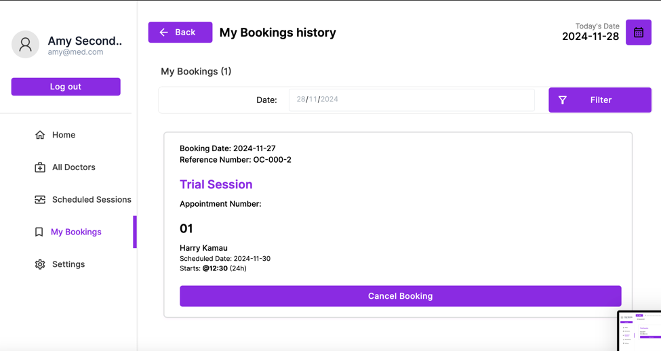 Amy Second..
amy@med.com
Log out
Home
All Doctors
Scheduled Sessions
My Bookings
Settings
Back
My Bookings history
Today's Date
2024-11-28
My Bookings (1)
Date:
28/11/2024
Filter
Booking Date: 2024-11-27
Reference Number: OC-000-2
Trial Session
Appointment Number:
01
Harry Kamau
Scheduled Date: 2024-11-30
Starts: @12:30 (24h)
Cancel Booking